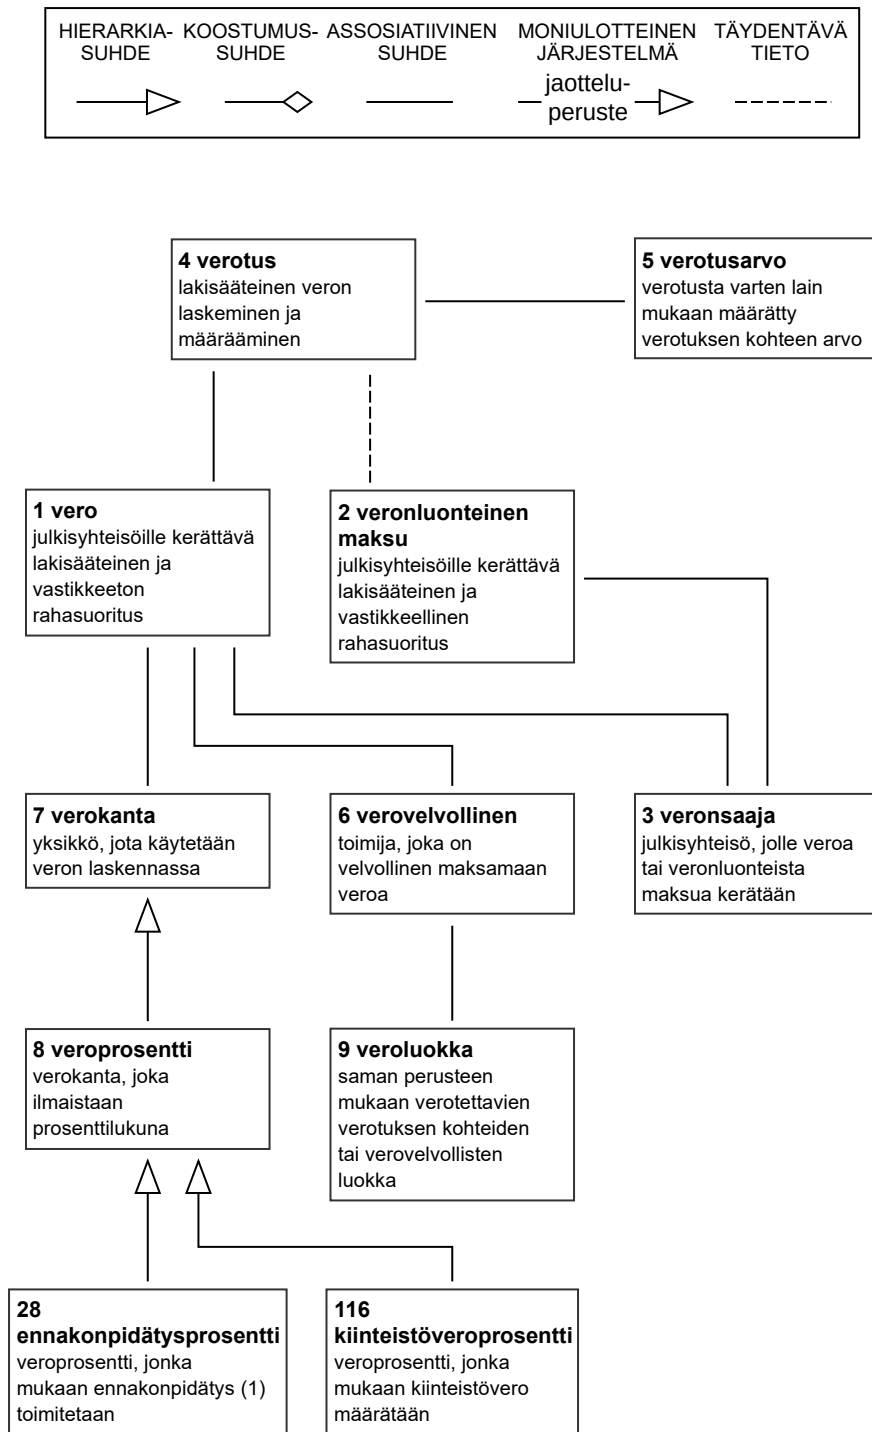 HIERARKIA-
SUHDE
KOOSTUMUS-
SUHDE
ASSOSIATIIVINEN
SUHDE
MONIULOTTEINEN
JÄRJESTELMÄ
jaottelu-
peruste
TÄYDENTÄVÄ
TIETO
4 verotus
lakisääteinen veron
laskeminen ja
määrääminen
5 verotusarvo
verotusta varten lain
mukaan määrätty
verotuksen kohteen arvo
1 vero
julkisyhteisöille kerättävä
lakisääteinen ja
vastikkeeton
rahasuoritus
2 veronluonteinen
maksu
julkisyhteisöille kerättävä
lakisääteinen ja
vastikkeellinen
rahasuoritus
7 verokanta
yksikkö, jota käytetään
veron laskennassa
6 verovelvollinen
toimija, joka on
velvollinen maksamaan
veroa
3 veronsaaja
julkisyhteisö, jolle veroa
tai veronluonteista
maksua kerätään
8 veroprosentti
verokanta, joka
ilmaistaan
prosenttilukuna
9 veroluokka
saman perusteen
mukaan verotettavien
verotuksen kohteiden
tai verovelvollisten
luokka
28
ennakonpidätysprosentti
veroprosentti, jonka
mukaan ennakonpidätys (1)
toimitetaan
116
kiinteistöveroprosentti
veroprosentti, jonka
mukaan kiinteistövero
määrätään